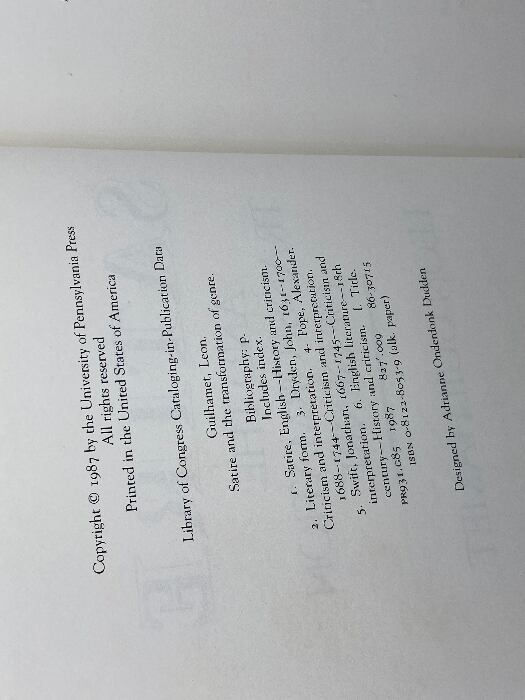 Copyright © 1987 by the University of Pennsylvania Press
All rights reserved
Printed in the United States of America
Library of Congress Cataloging-in-Publication Data
Guilhamet, Leon.
Satire and the transformation of genre.
Bibliography: p.
Includes index.
1. Satire, English—History and criticism.
2. Literary form. 3. Dryden, John, 1631–1700—
Criticism and interpretation. 4. Pope, Alexander,
1688–1744—Criticism and interpretation.
5. Swift, Jonathan, 1667–1745—Criticism and
interpretation. 6. English literature—18th
century—History and criticism. I. Title.
PR931.G85 1987 827'.009 86-30715
ISBN 0-8122-8053-9 (alk. paper)
Designed by Adrianne Onderdonk Dudden